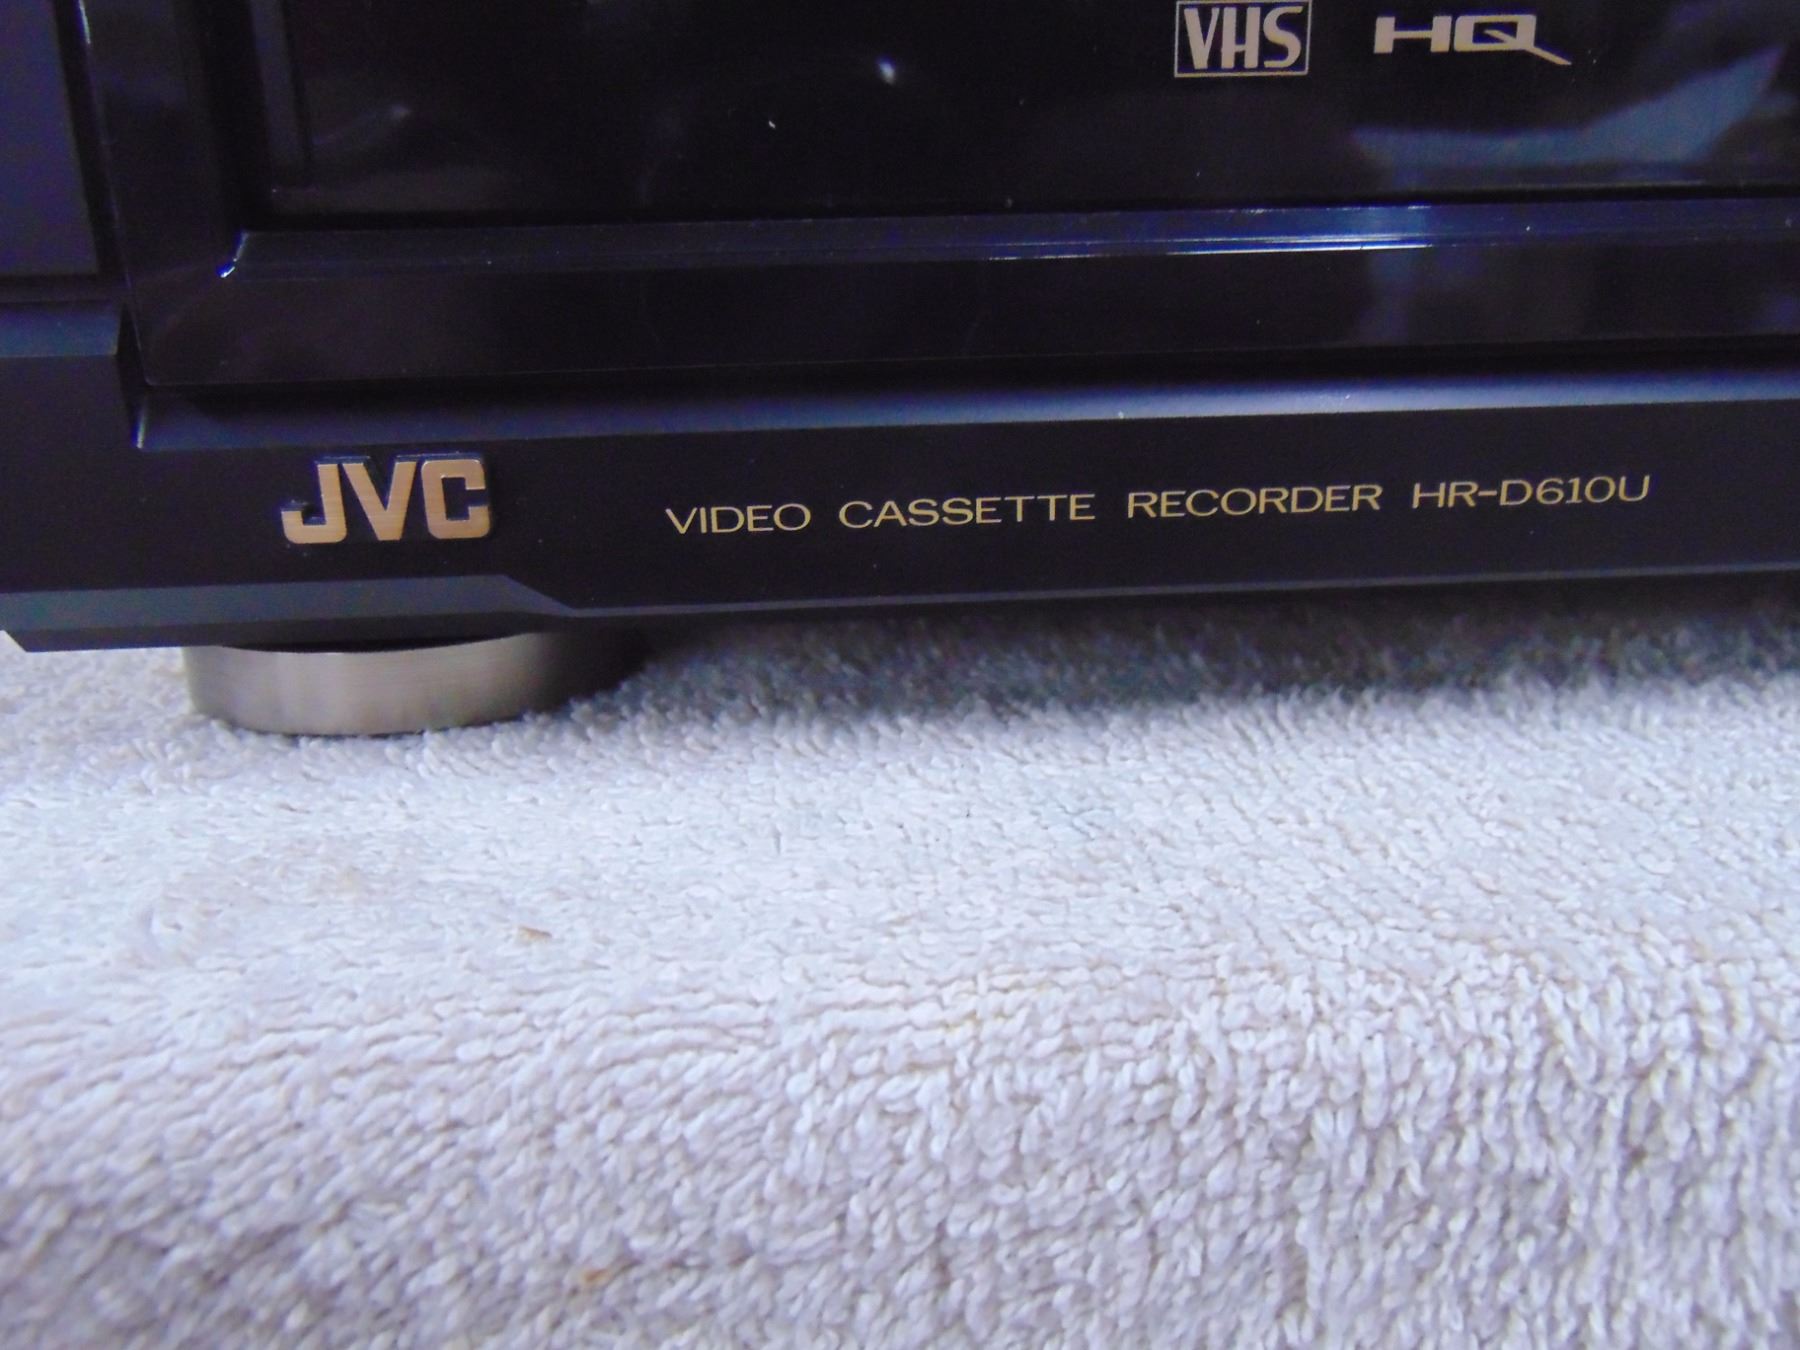 VHS HQ
JVC VIDEO CASSETTE RECORDER HR-D610U